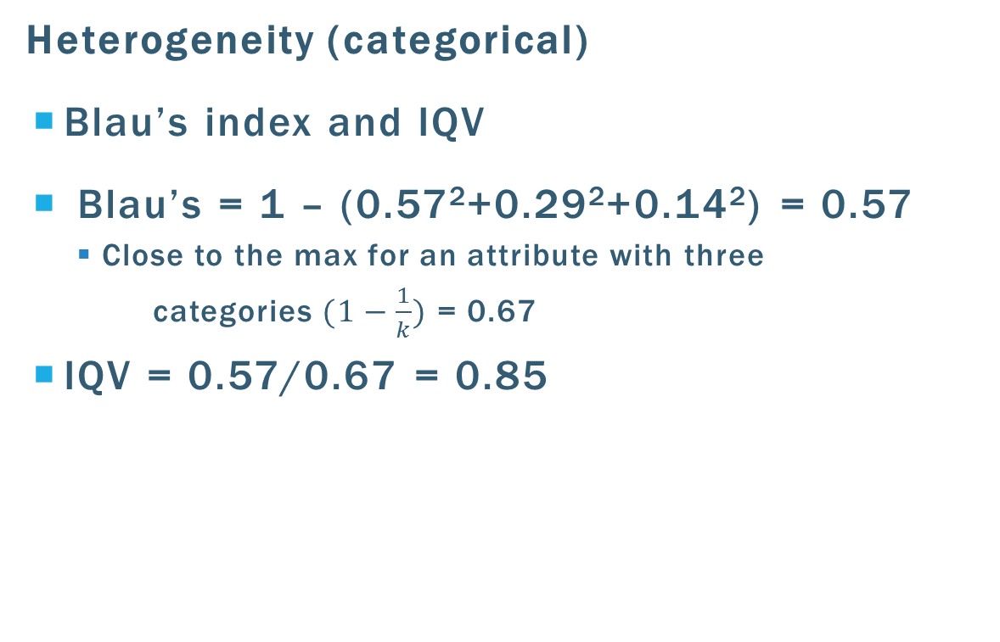 Heterogeneity (categorical)
■ Blau’s index and IQV
■ Blau’s = 1 – (0.57²+0.29²+0.14²) = 0.57
▪ Close to the max for an attribute with three
categories (1 − 1/k) = 0.67
■ IQV = 0.57/0.67 = 0.85